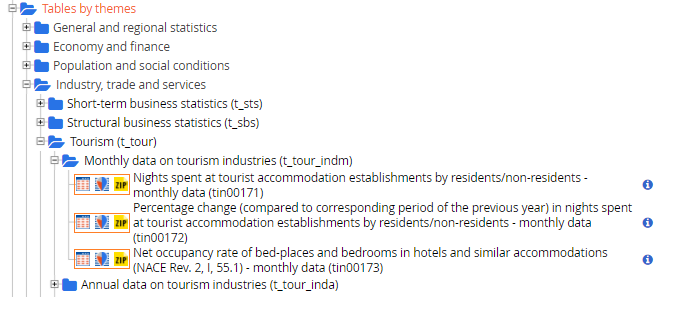 Tables by themes
General and regional statistics
Economy and finance
Population and social conditions
Industry, trade and services
Short-term business statistics (t_sts)
Structural business statistics (t_sbs)
Tourism (t_tour)
Monthly data on tourism industries (t_tour_indm)
ZIP Nights spent at tourist accommodation establishments by residents/non-residents -
monthly data (tin00171)
Percentage change (compared to corresponding period of the previous year) in nights spent
ZIP at tourist accommodation establishments by residents/non-residents - monthly data
(tin00172)
ZIP Net occupancy rate of bed-places and bedrooms in hotels and similar accommodations
(NACE Rev. 2, I, 55.1) - monthly data (tin00173)
Annual data on tourism industries (t_tour_inda)